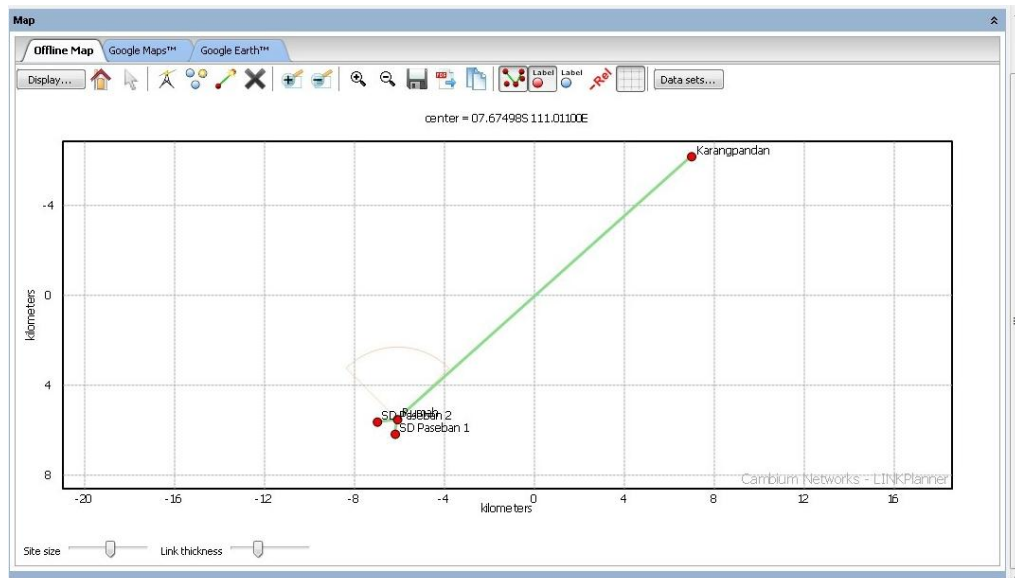 Map
Offline Map Google Maps™ Google Earth™
Display... Label Label -Rel Data sets...
center = 07.67498S 111.01100E
Karangpandan
-4
0
kilometers
4
Rumah
SD Paseban 2
SD Paseban 1
8
Cambium Networks - LINKPlanner
-20 -16 -12 -8 -4 0 4 8 12 16
kilometers
Site size Link thickness